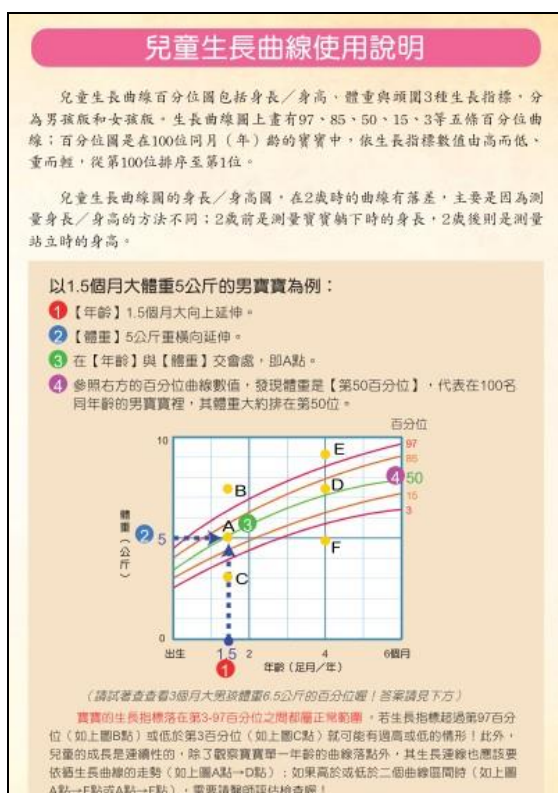 兒童生長曲線使用說明
兒童生長曲線百分位圖包括身長／身高、體重與頭圍3種生長指標，分
為男孩版和女孩版。生長曲線圖上畫有97、85、50、15、3等五條百分位曲
線；百分位圖是在100位同月（年）齡的寶寶中，依生長指標數值由高而低、
重而輕，從第100位排序至第1位。
兒童生長曲線圖的身長／身高圖，在2歲時的曲線有落差，主要是因為測
量身長／身高的方法不同；2歲前是測量寶寶躺下時的身長，2歲後則是測量
站立時的身高。
以1.5個月大體重5公斤的男寶寶為例：
1【年齡】1.5個月大向上延伸。
2【體重】5公斤重橫向延伸。
3 在【年齡】與【體重】交會處，即A點。
4 參照右方的百分位曲線數值，發現體重是【第50百分位】，代表在100名
同年齡的男寶寶裡，其體重大約排在第50位。
百分位
10
E
97
85
B
D
4 50
體重（公斤）
2 5
A
3
15
3
C
F
0
出生
1.5
2
4
6個月
1
年齡（足月／年）
（請試著查查看3個月大男孩體重6.5公斤的百分位喔！答案請見下方）
寶寶的生長指標落在第3-97百分位之間都屬正常範圍，若生長指標超過第97百分
位（如上圖B點）或低於第3百分位（如上圖C點）就可能有過高或低的情形！此外，
兒童的成長是連續性的，除了觀察寶寶單一年齡的曲線落點外，其生長連線也應該要
依循生長曲線的走勢（如上圖A點→D點）；如果高於或低於二個曲線區間時（如上圖
A點→E點或A點→F點），需要請醫師評估檢查喔！